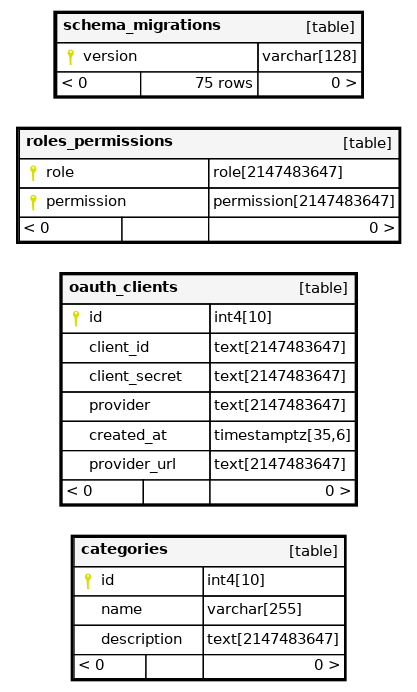 schema_migrations [table]
version varchar[128]
< 0 75 rows 0 >
roles_permissions [table]
role role[2147483647]
permission permission[2147483647]
< 0 0 >
oauth_clients [table]
id int4[10]
client_id text[2147483647]
client_secret text[2147483647]
provider text[2147483647]
created_at timestamptz[35,6]
provider_url text[2147483647]
< 0 0 >
categories [table]
id int4[10]
name varchar[255]
description text[2147483647]
< 0 0 >